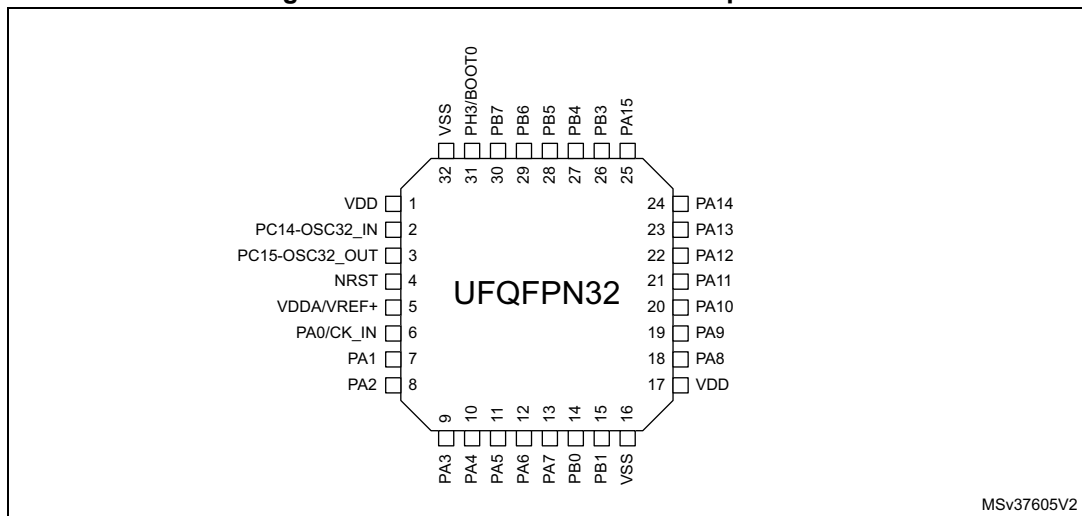 VSS
PH3/BOOT0
PB7
PB6
PB5
PB4
PB3
PA15
32
31
30
29
28
27
26
25
VDD 1
PC14-OSC32_IN 2
PC15-OSC32_OUT 3
NRST 4
VDDA/VREF+ 5
PA0/CK_IN 6
PA1 7
PA2 8
UFQFPN32
24 PA14
23 PA13
22 PA12
21 PA11
20 PA10
19 PA9
18 PA8
17 VDD
9
10
11
12
13
14
15
16
PA3
PA4
PA5
PA6
PA7
PB0
PB1
VSS
MSv37605V2